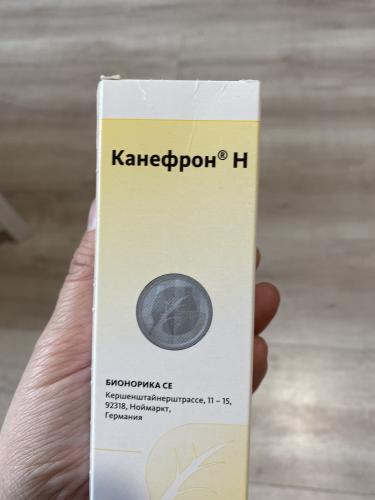 Канефрон® Н
БИОНОРИКА СЕ
Кершенштайнерштрассе, 11 – 15,
92318, Ноймаркт,
Германия